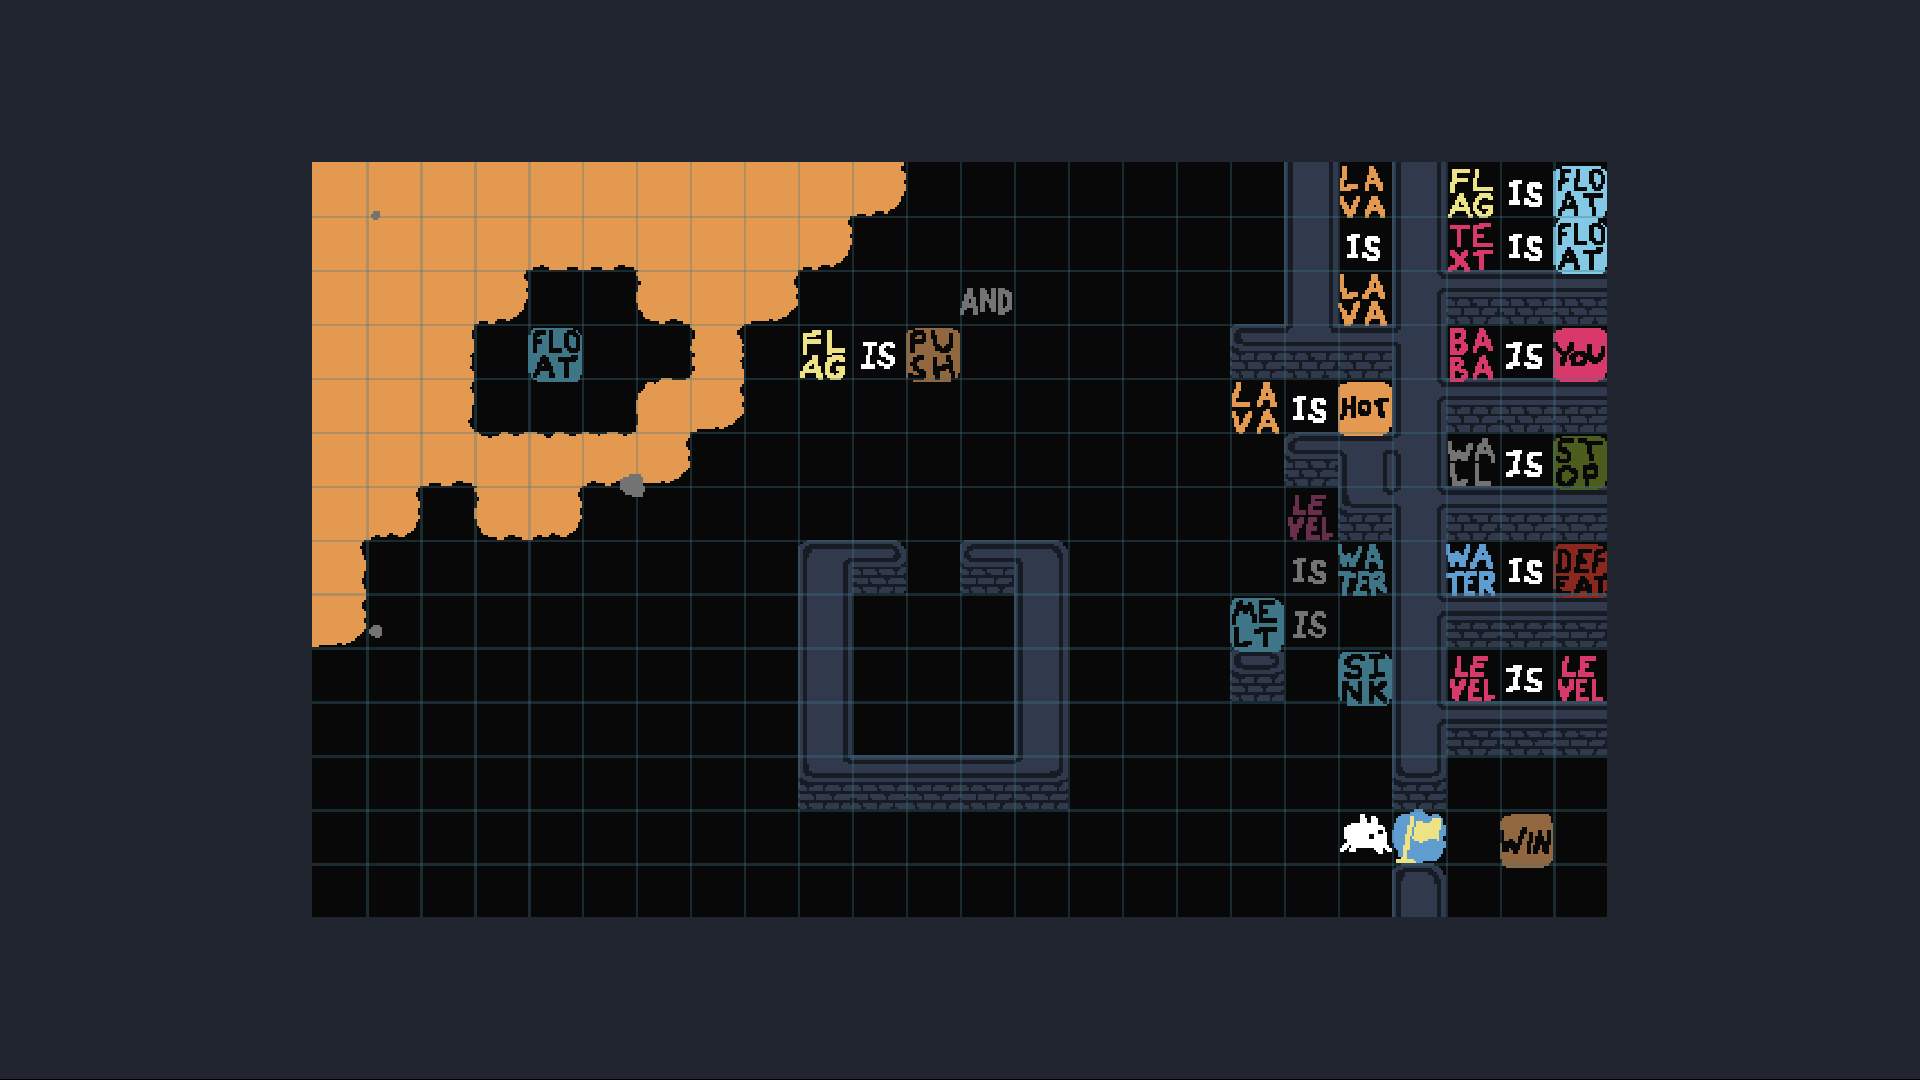 LAVA FLAG IS FLOAT
IS TEXT IS FLOAT
AND LAVA
FLOAT FLAG IS PUSH BABA IS YOU
LAVA IS HOT
WALL IS STOP
LEVEL
IS WATER WATER IS DEFEAT
MELT IS
SINK LEVEL IS LEVEL
WIN